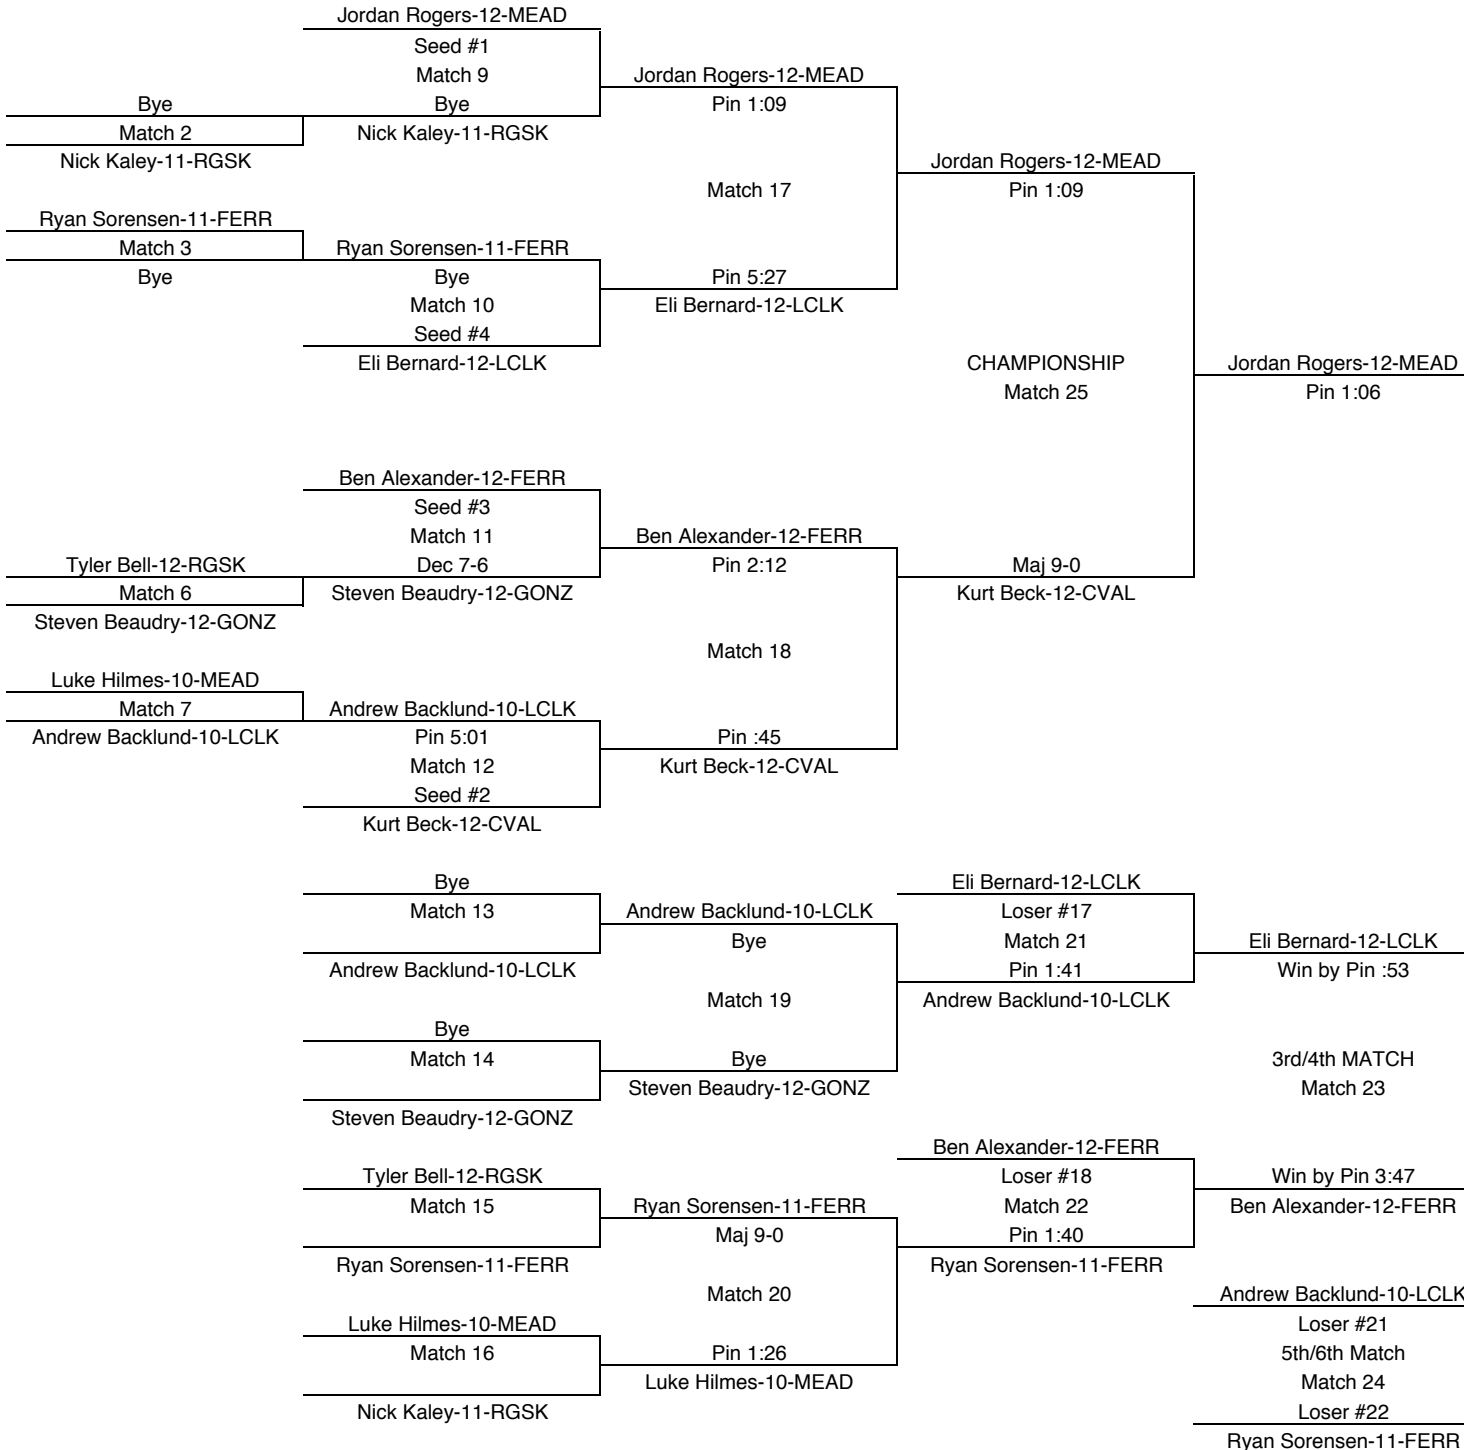 Jordan Rogers-12-MEAD
Seed #1
Match 9
Jordan Rogers-12-MEAD
Bye
Bye
Pin 1:09
Match 2
Nick Kaley-11-RGSK
Nick Kaley-11-RGSK
Jordan Rogers-12-MEAD
Match 17
Pin 1:09
Ryan Sorensen-11-FERR
Match 3
Ryan Sorensen-11-FERR
Bye
Bye
Pin 5:27
Match 10
Eli Bernard-12-LCLK
Seed #4
Eli Bernard-12-LCLK
CHAMPIONSHIP
Jordan Rogers-12-MEAD
Match 25
Pin 1:06
Ben Alexander-12-FERR
Seed #3
Match 11
Ben Alexander-12-FERR
Tyler Bell-12-RGSK
Dec 7-6
Pin 2:12
Maj 9-0
Match 6
Steven Beaudry-12-GONZ
Kurt Beck-12-CVAL
Steven Beaudry-12-GONZ
Match 18
Luke Hilmes-10-MEAD
Match 7
Andrew Backlund-10-LCLK
Andrew Backlund-10-LCLK
Pin 5:01
Pin :45
Match 12
Kurt Beck-12-CVAL
Seed #2
Kurt Beck-12-CVAL
Bye
Eli Bernard-12-LCLK
Match 13
Andrew Backlund-10-LCLK
Loser #17
Bye
Match 21
Eli Bernard-12-LCLK
Andrew Backlund-10-LCLK
Pin 1:41
Win by Pin :53
Match 19
Andrew Backlund-10-LCLK
Bye
Match 14
Bye
3rd/4th MATCH
Steven Beaudry-12-GONZ
Match 23
Steven Beaudry-12-GONZ
Ben Alexander-12-FERR
Tyler Bell-12-RGSK
Loser #18
Win by Pin 3:47
Match 15
Ryan Sorensen-11-FERR
Match 22
Ben Alexander-12-FERR
Maj 9-0
Pin 1:40
Ryan Sorensen-11-FERR
Ryan Sorensen-11-FERR
Match 20
Andrew Backlund-10-LCLK
Luke Hilmes-10-MEAD
Loser #21
Match 16
Pin 1:26
5th/6th Match
Luke Hilmes-10-MEAD
Match 24
Nick Kaley-11-RGSK
Loser #22
Ryan Sorensen-11-FERR